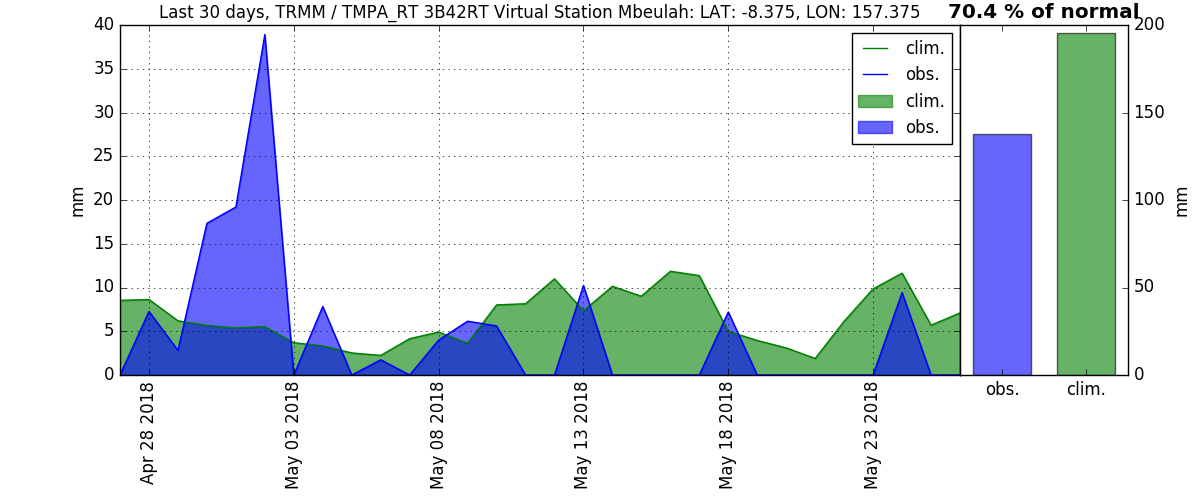 Last 30 days, TRMM / TMPA_RT 3B42RT Virtual Station Mbeulah: LAT: -8.375, LON: 157.375
70.4 % of normal
40
35
30
25
20
15
10
5
0
mm
clim.
obs.
clim.
obs.
200
150
100
50
0
mm
Apr 28 2018
May 03 2018
May 08 2018
May 13 2018
May 18 2018
May 23 2018
obs.
clim.